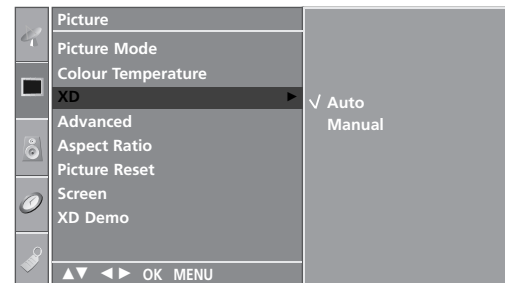 Picture
Picture Mode
Colour Temperature
XD ►
Advanced
Aspect Ratio
Picture Reset
Screen
XD Demo
▲▼ ◄► OK MENU
√ Auto
Manual